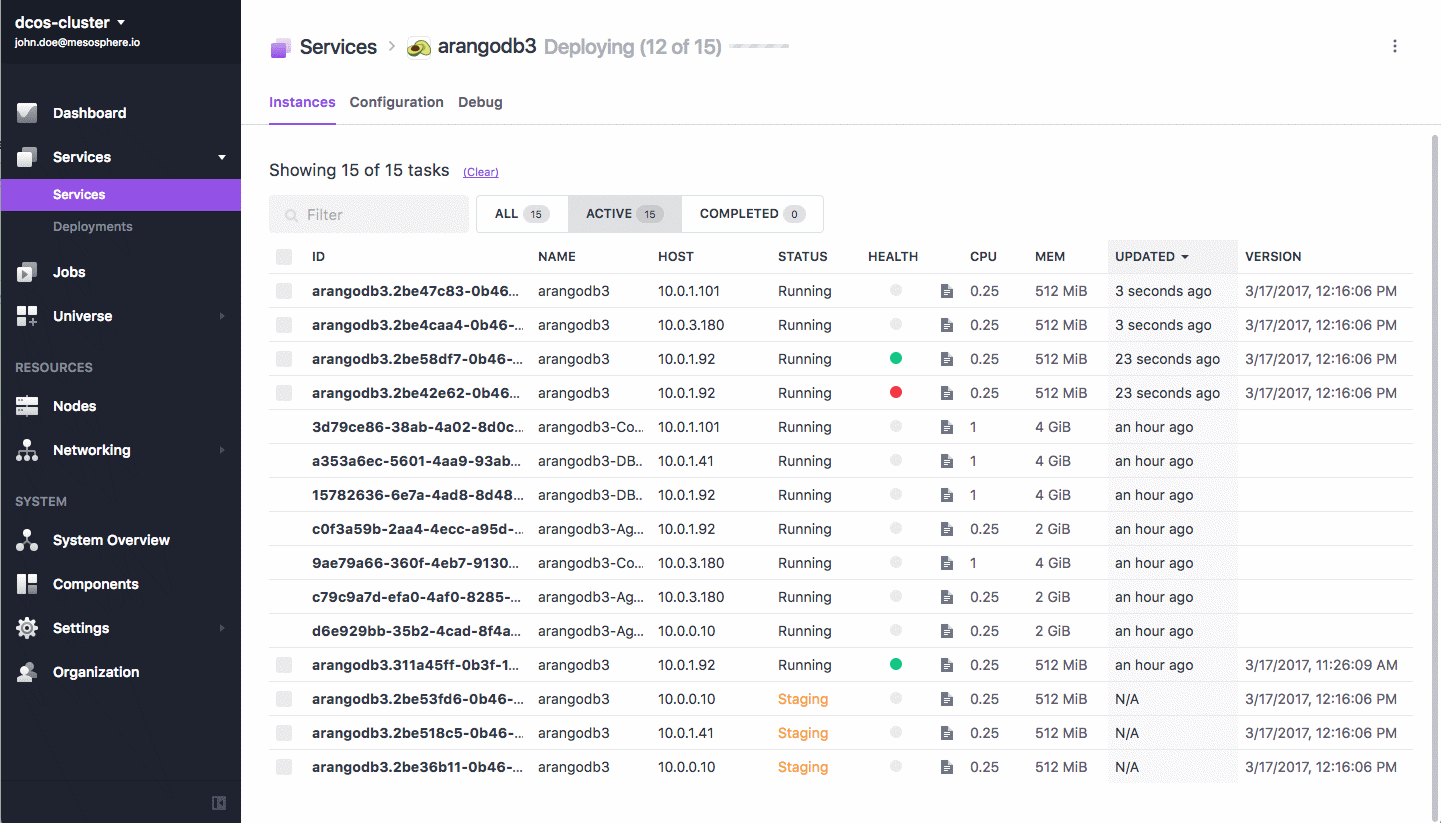 dcos-cluster
john.doe@mesosphere.io
Dashboard
Services
Services
Deployments
Jobs
Universe
RESOURCES
Nodes
Networking
SYSTEM
System Overview
Components
Settings
Organization
Services > arangodb3 Deploying (12 of 15)
Instances Configuration Debug
Showing 15 of 15 tasks (Clear)
Filter ALL 15 ACTIVE 15 COMPLETED 0
ID NAME HOST STATUS HEALTH CPU MEM UPDATED VERSION
arangodb3.2be47c83-0b46... arangodb3 10.0.1.101 Running 0.25 512 MiB 3 seconds ago 3/17/2017, 12:16:06 PM
arangodb3.2be4caa4-0b46-... arangodb3 10.0.3.180 Running 0.25 512 MiB 3 seconds ago 3/17/2017, 12:16:06 PM
arangodb3.2be58df7-0b46-... arangodb3 10.0.1.92 Running 0.25 512 MiB 23 seconds ago 3/17/2017, 12:16:06 PM
arangodb3.2be42e62-0b46... arangodb3 10.0.1.92 Running 0.25 512 MiB 23 seconds ago 3/17/2017, 12:16:06 PM
3d79ce86-38ab-4a02-8d0c... arangodb3-Co... 10.0.1.101 Running 1 4 GiB an hour ago
a353a6ec-5601-4aa9-93ab... arangodb3-DB... 10.0.1.41 Running 1 4 GiB an hour ago
15782636-6e7a-4ad8-8d48... arangodb3-DB... 10.0.1.92 Running 1 4 GiB an hour ago
c0f3a59b-2aa4-4ecc-a95d-... arangodb3-Ag... 10.0.1.92 Running 0.25 2 GiB an hour ago
9ae79a66-360f-4eb7-9130... arangodb3-Co... 10.0.3.180 Running 1 4 GiB an hour ago
c79c9a7d-efa0-4af0-8285-... arangodb3-Ag... 10.0.3.180 Running 0.25 2 GiB an hour ago
d6e929bb-35b2-4cad-8f4a... arangodb3-Ag... 10.0.0.10 Running 0.25 2 GiB an hour ago
arangodb3.311a45ff-0b3f-1... arangodb3 10.0.1.92 Running 0.25 512 MiB an hour ago 3/17/2017, 11:26:09 AM
arangodb3.2be53fd6-0b46-... arangodb3 10.0.0.10 Staging 0.25 512 MiB N/A 3/17/2017, 12:16:06 PM
arangodb3.2be518c5-0b46-... arangodb3 10.0.1.41 Staging 0.25 512 MiB N/A 3/17/2017, 12:16:06 PM
arangodb3.2be36b11-0b46-... arangodb3 10.0.0.10 Staging 0.25 512 MiB N/A 3/17/2017, 12:16:06 PM